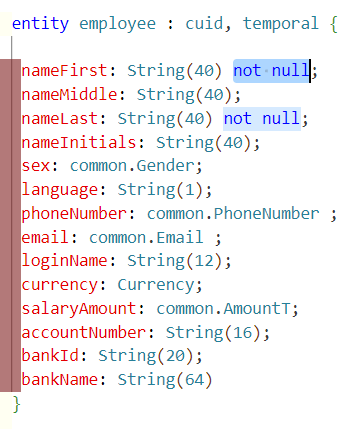 entity employee : cuid, temporal {
nameFirst: String(40) not null;
nameMiddle: String(40);
nameLast: String(40) not null;
nameInitials: String(40);
sex: common.Gender;
language: String(1);
phoneNumber: common.PhoneNumber ;
email: common.Email ;
loginName: String(12);
currency: Currency;
salaryAmount: common.AmountT;
accountNumber: String(16);
bankId: String(20);
bankName: String(64)
}